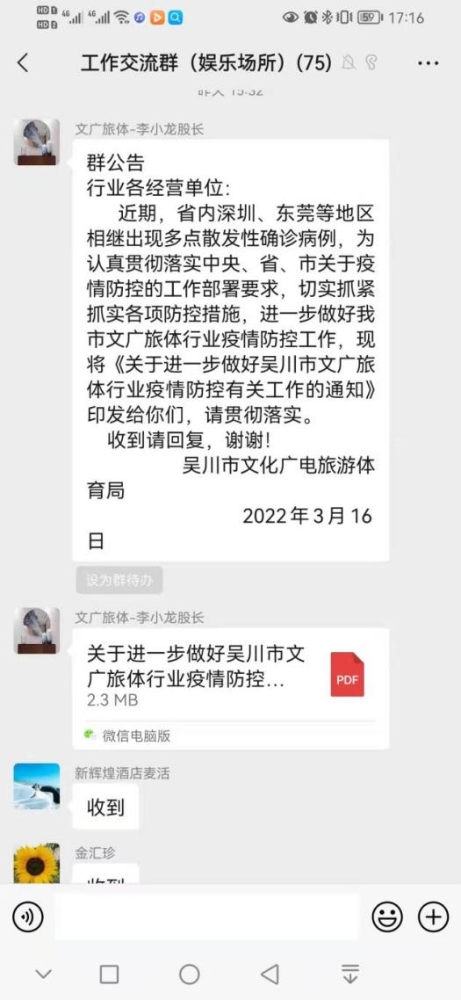 HD 1 4G 4G 59 17:16
HD 2
工作交流群（娱乐场所）(75)
昨天 15:32
文广旅体-李小龙股长
群公告
行业各经营单位：
近期，省内深圳、东莞等地区
相继出现多点散发性确诊病例，为
认真贯彻落实中央、省、市关于疫
情防控的工作部署要求，切实抓紧
抓实各项防控措施，进一步做好我
市文广旅体行业疫情防控工作，现
将《关于进一步做好吴川市文广旅
体行业疫情防控有关工作的通知》
印发给你们，请贯彻落实。
收到请回复，谢谢！
吴川市文化广电旅游体
育局
2022年3月16
日
设为群待办
文广旅体-李小龙股长
关于进一步做好吴川市文
广旅体行业疫情防控...
PDF
2.3 MB
微信电脑版
新辉煌酒店麦活
收到
金汇珍
收到